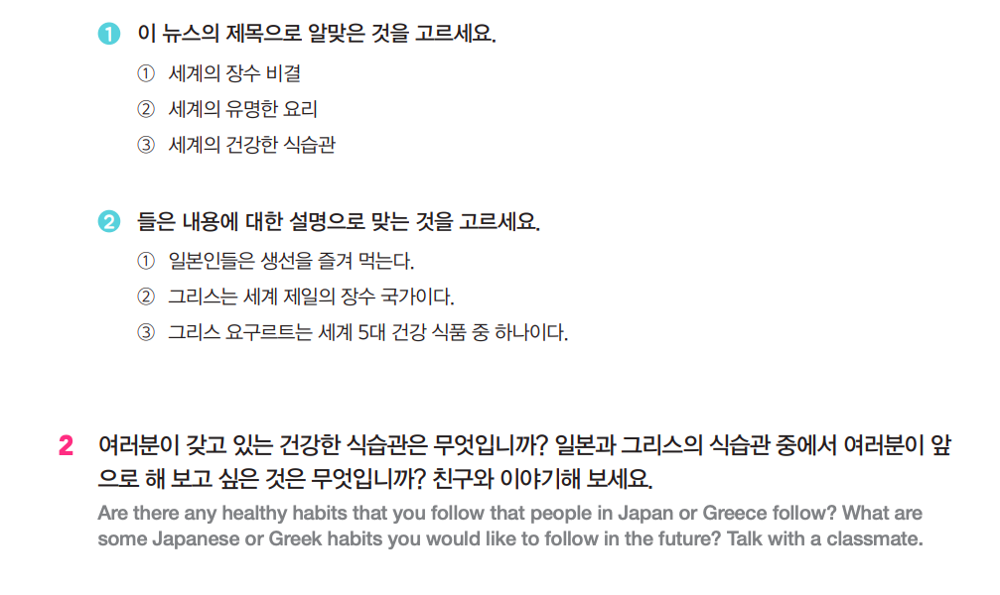 1 이 뉴스의 제목으로 알맞은 것을 고르세요.
① 세계의 장수 비결
② 세계의 유명한 요리
③ 세계의 건강한 식습관
2 들은 내용에 대한 설명으로 맞는 것을 고르세요.
① 일본인들은 생선을 즐겨 먹는다.
② 그리스는 세계 제일의 장수 국가이다.
③ 그리스 요구르트는 세계 5대 건강 식품 중 하나이다.
2 여러분이 갖고 있는 건강한 식습관은 무엇입니까? 일본과 그리스의 식습관 중에서 여러분이 앞
으로 해 보고 싶은 것은 무엇입니까? 친구와 이야기해 보세요.
Are there any healthy habits that you follow that people in Japan or Greece follow? What are
some Japanese or Greek habits you would like to follow in the future? Talk with a classmate.